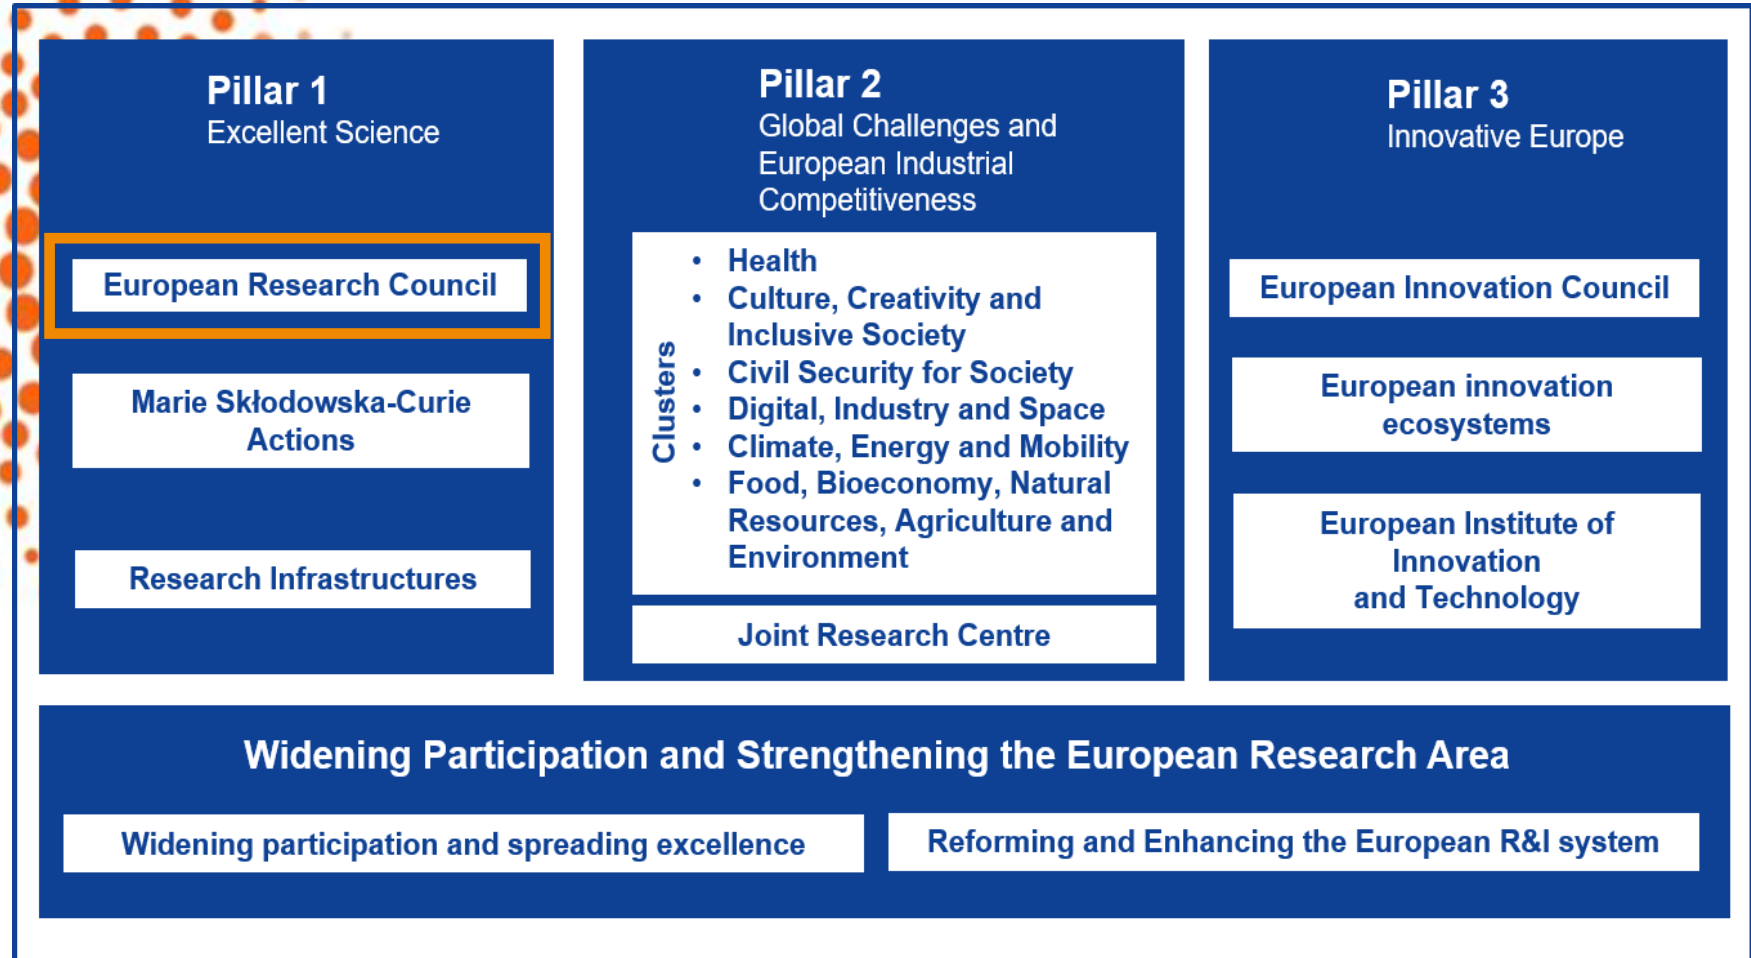 Pillar 1
Excellent Science
European Research Council
Marie Skłodowska-Curie
Actions
Research Infrastructures
Pillar 2
Global Challenges and
European Industrial
Competitiveness
Clusters
• Health
• Culture, Creativity and
Inclusive Society
• Civil Security for Society
• Digital, Industry and Space
• Climate, Energy and Mobility
• Food, Bioeconomy, Natural
Resources, Agriculture and
Environment
Joint Research Centre
Pillar 3
Innovative Europe
European Innovation Council
European innovation
ecosystems
European Institute of
Innovation
and Technology
Widening Participation and Strengthening the European Research Area
Widening participation and spreading excellence
Reforming and Enhancing the European R&I system